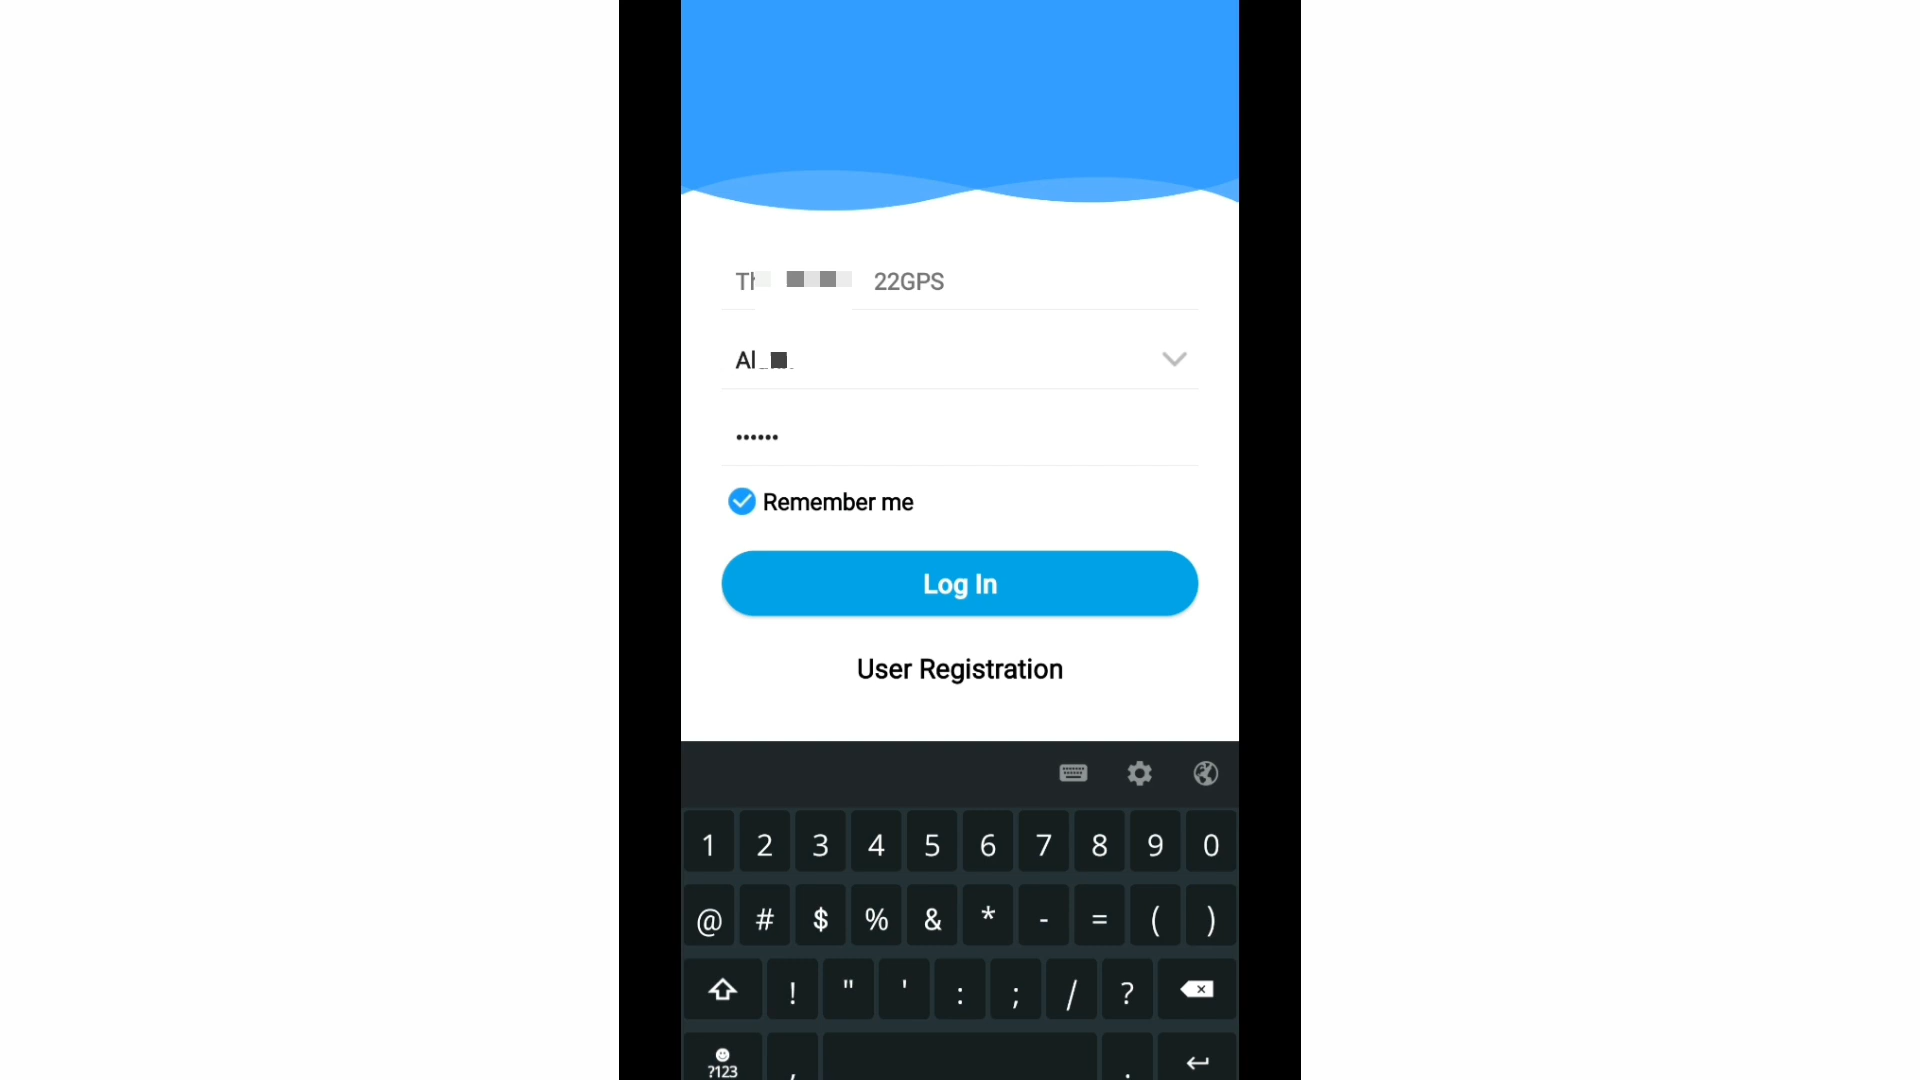 22GPS
••••••
Remember me
Log In
User Registration
1 2 3 4 5 6 7 8 9 0
@ # $ % & * - = ( )
! " ' : ; / ?
?123 , .